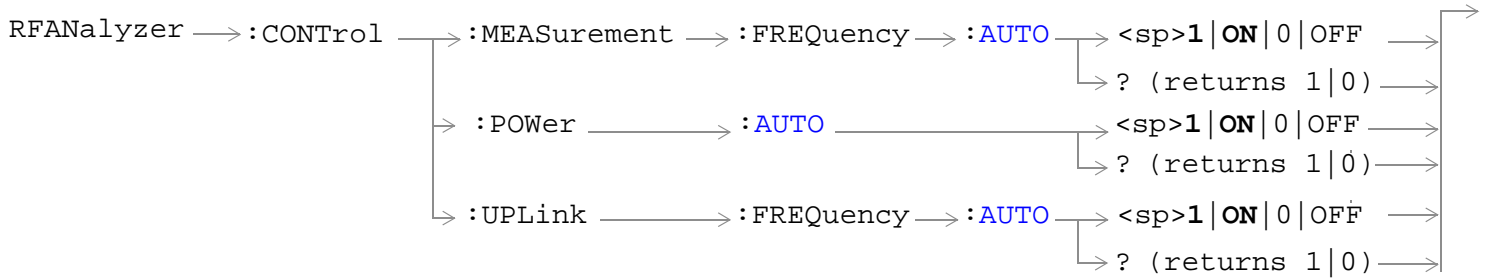 RFANalyzer :CONTrol :MEASurement :FREQuency :AUTO <sp>1|ON|0|OFF
? (returns 1|0)
:POWer :AUTO <sp>1|ON|0|OFF
? (returns 1|0)
:UPLink :FREQuency :AUTO <sp>1|ON|0|OFF
? (returns 1|0)